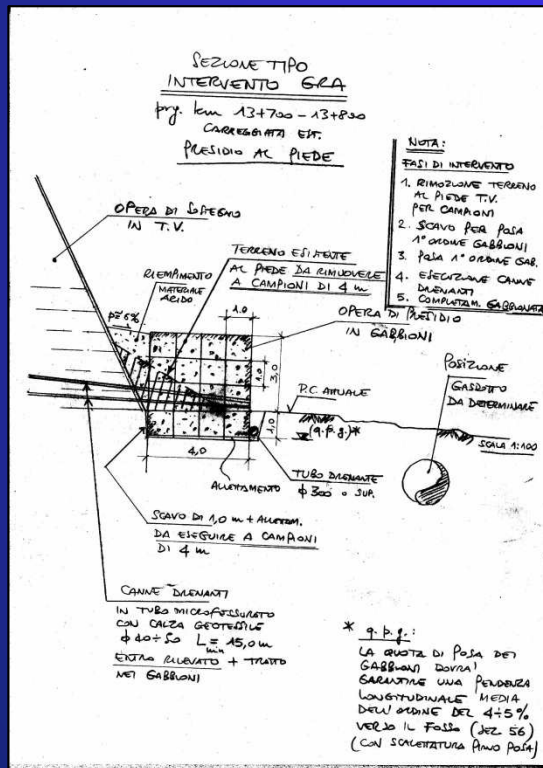 SEZIONE TIPO
INTERVENTO GRA
prg. km 13+700 - 13+800
CARREGGIATA EST.
PRESIDIO AL PIEDE
NOTA:
FASI DI INTERVENTO
1. RIMOZIONE TERRENO
AL PIEDE T.V.
PER CAMPIONI
2. SCAVO PER POSA
1° ORDINE GABBIONI
3. POSA 1° ORDINE GAB.
4. ESECUZIONE CANNE
DRENANTI
5. COMPLETAM. GABBIONATA
OPERA DI SOSTEGNO
IN T.V.
TERRENO ESISTENTE
AL PIEDE DA RIMUOVERE
A CAMPIONI DI 4 m
RIEMPIMENTO
MATERIALE
ARIDO
p≅6%
1.0
OPERA DI PRESIDIO
IN GABBIONI
1.0
3,0
1,0
4,0
P.C. ATTUALE
(q.p.g.)*
POSIZIONE
GASDOTTO
DA DETERMINARE
SCALA 1:100
ALLETTAMENTO
TUBO DRENANTE
ϕ 300 o SUP.
SCAVO DI 1,0 m + ALLETTAM.
DA ESEGUIRE A CAMPIONI
DI 4 m
CANNE DRENANTI
IN TUBO MICROFESSURATO
CON CALZA GEOTESSILE
ϕ 40÷50 L min = 15,0 m
ENTRO RILEVATO + TRATTO
NEI GABBIONI
* q.p.g.:
LA QUOTA DI POSA DEI
GABBIONI DOVRA'
GARANTIRE UNA PENDENZA
LONGITUDINALE MEDIA
DELL'ORDINE DEL 4÷5%
VERSO IL FOSSO (SEZ 56)
(CON SCALETTATURA PIANO POSA)